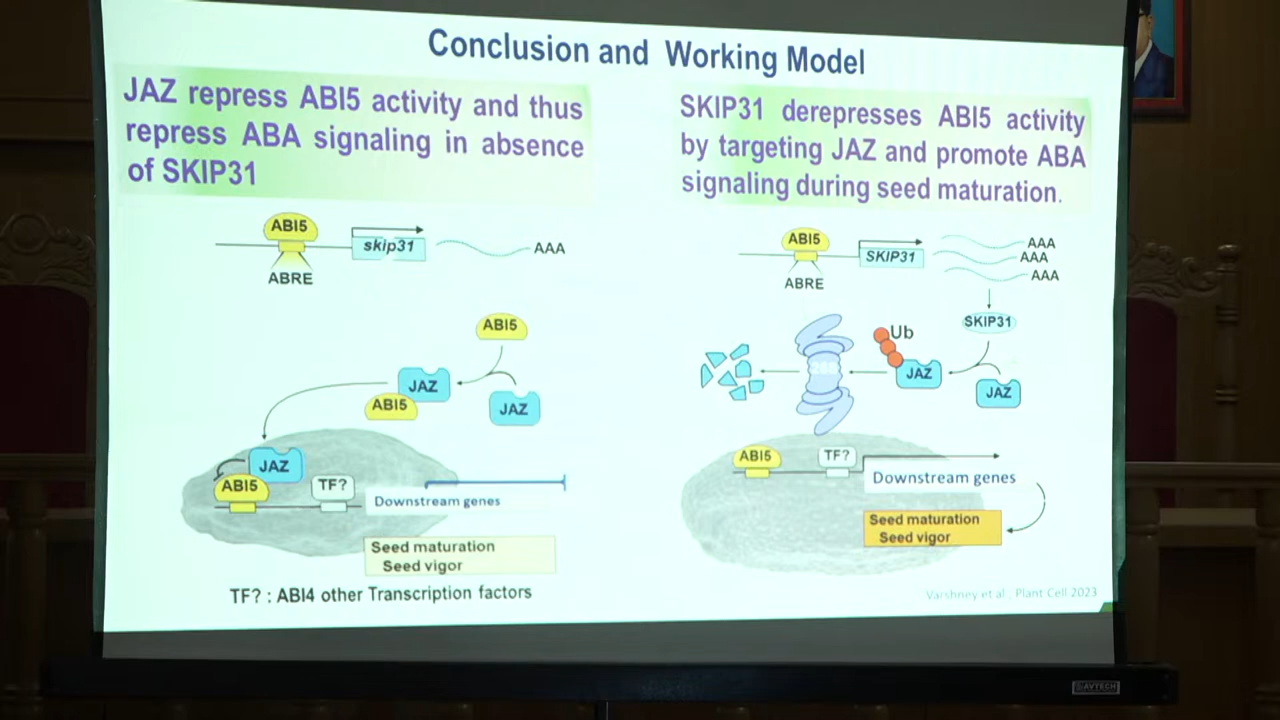 Conclusion and Working Model
JAZ repress ABI5 activity and thus
repress ABA signaling in absence
of SKIP31
SKIP31 derepresses ABI5 activity
by targeting JAZ and promote ABA
signaling during seed maturation.
ABI5
skip31
AAA
ABRE
ABI5
JAZ
ABI5
JAZ
JAZ
ABI5
TF?
Downstream genes
Seed maturation
Seed vigor
TF? : ABI4 other Transcription factors
ABI5
SKIP31
AAA
AAA
AAA
ABRE
SKIP31
Ub
JAZ
JAZ
26S
ABI5
TF?
Downstream genes
Seed maturation
Seed vigor
Varshney et al., Plant Cell 2023
AVTECH